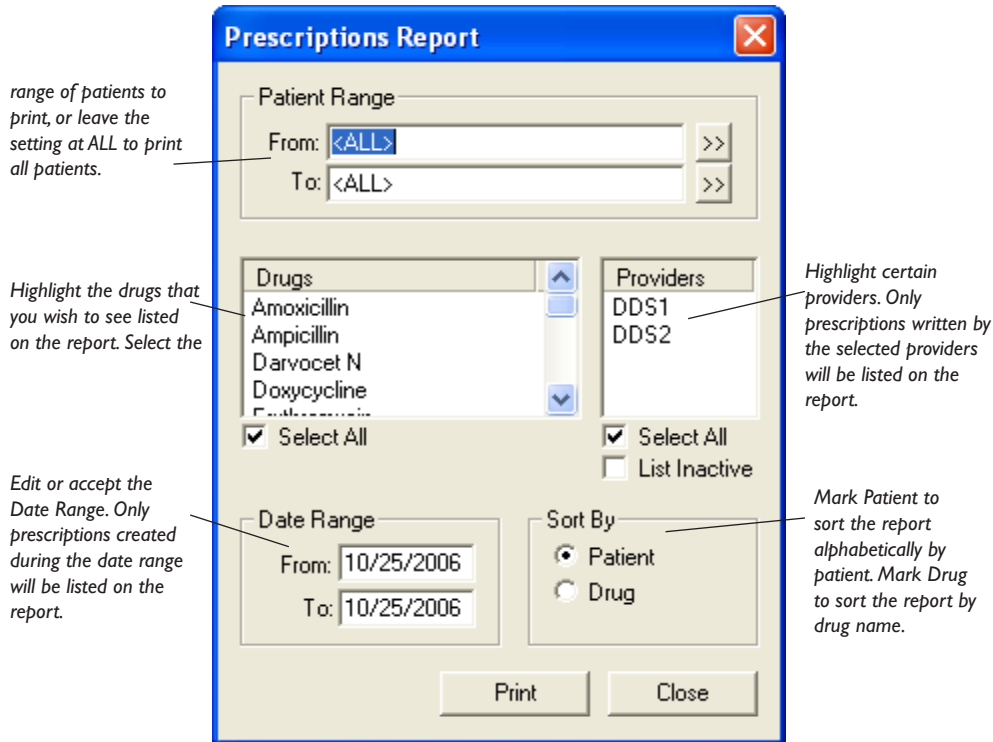 Prescriptions Report
range of patients to
print, or leave the
setting at ALL to print
all patients.
Patient Range
From: <ALL> >>
To: <ALL> >>
Highlight the drugs that
you wish to see listed
on the report. Select the
Drugs
Amoxicillin
Ampicillin
Darvocet N
Doxycycline
Select All
Providers
DDS1
DDS2
Select All
List Inactive
Highlight certain
providers. Only
prescriptions written by
the selected providers
will be listed on the
report.
Edit or accept the
Date Range. Only
prescriptions created
during the date range
will be listed on the
report.
Date Range
From: 10/25/2006
To: 10/25/2006
Sort By
Patient
Drug
Mark Patient to
sort the report
alphabetically by
patient. Mark Drug
to sort the report by
drug name.
Print
Close